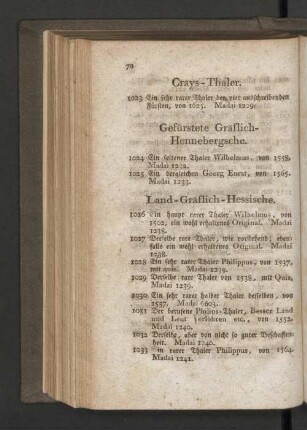 70
Crays-Thaler.
1023 Ein sehr rarer Thaler der vier ausschreibenden
Fürsten, von 1625. Madai 1229.
Gefürstete Gräflich-
Hennebergsche.
1024 Ein seltener Thaler Wilhelmus, von 1558.
Madai 1232.
1025 Ein dergleichen Georg Ernst, von 1565.
Madai 1233.
Land-Gräflich-Hessische.
1026 Ein haupt rarer Thaler Wilhelmus, von
1502, ein wohl erhaltenes Original. Madai
1235.
1027 Derselbe rare Thaler, wie vorstehend, eben-
falls ein wohl erhaltenes Original. Madai
1238.
1028 Ein sehr rarer Thaler Philippus, von 1537,
mit quin. Madai 1239.
1029 Derselbe rare Thaler von 1538, mit Quin,
Madai 1239.
1030 Ein sehr rarer halber Thaler desselben, von
1537. Madai 6603.
1031 Der berufene Philipps-Thaler, Besser Land
und Leut verlohren etc., von 1552.
Madai 1240.
1032 Derselbe, aber von nicht so guter Beschaffen-
heit. Madai 1240.
1033 in rarer Thaler Philippus, von 1564.
Madai 1241.